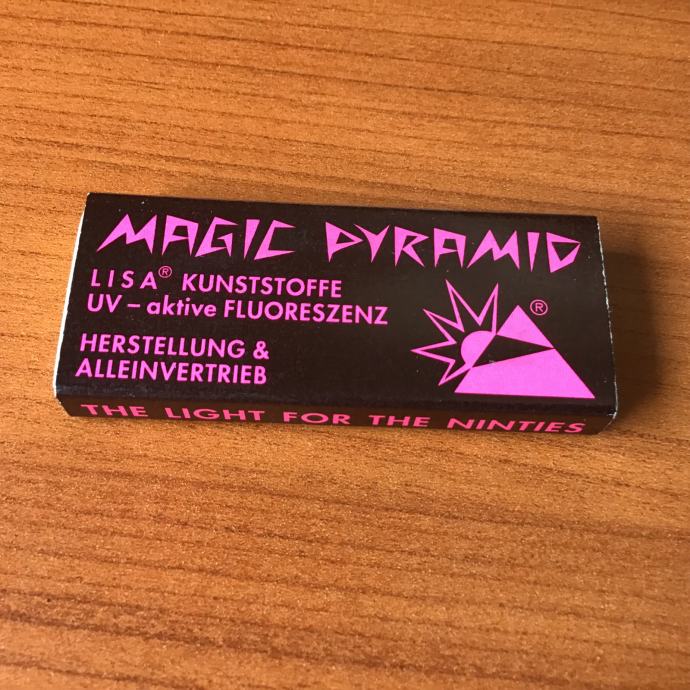 MAGIC PYRAMID
LISA® KUNSTSTOFFE
UV – aktive FLUORESZENZ
HERSTELLUNG &
ALLEINVERTRIEB
®
THE LIGHT FOR THE NINTIES